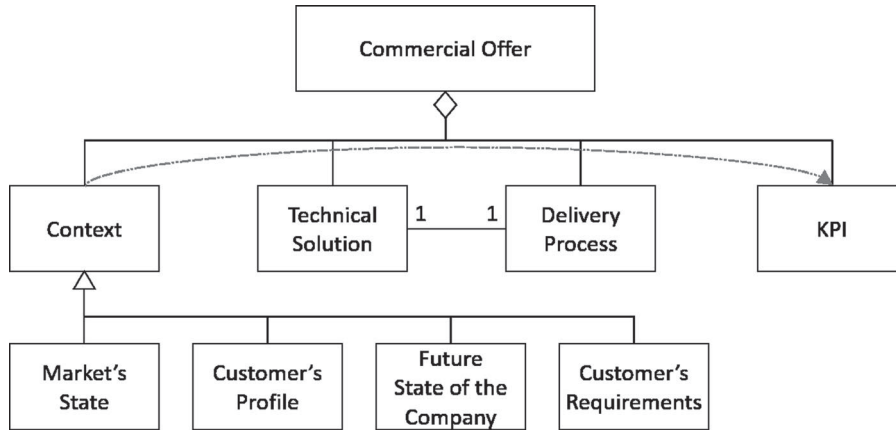 Commercial Offer
Context
Technical
Solution
1
1
Delivery
Process
KPI
Market's
State
Customer's
Profile
Future
State of the
Company
Customer's
Requirements